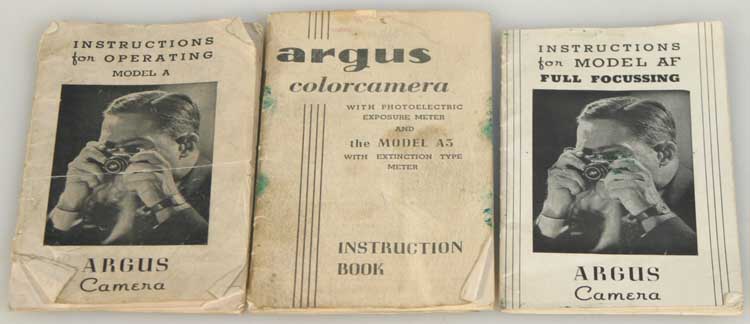 INSTRUCTIONS
for OPERATING
MODEL A
ARGUS
Camera
argus
colorcamera
WITH PHOTOELECTRIC
EXPOSURE METER
AND
the MODEL A3
WITH EXTINCTION TYPE
METER
INSTRUCTION
BOOK
INSTRUCTIONS
for MODEL AF
FULL FOCUSSING
ARGUS
Camera